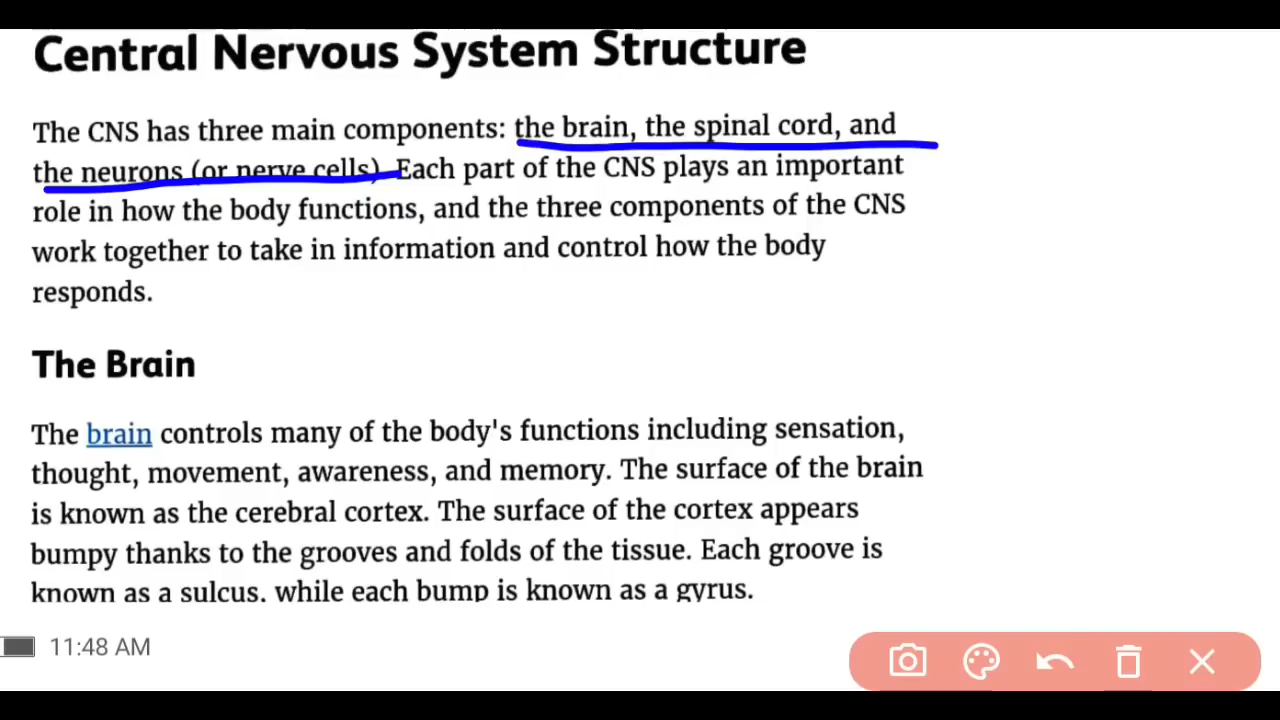 Central Nervous System Structure
The CNS has three main components: the brain, the spinal cord, and
the neurons (or nerve cells). Each part of the CNS plays an important
role in how the body functions, and the three components of the CNS
work together to take in information and control how the body
responds.
The Brain
The brain controls many of the body's functions including sensation,
thought, movement, awareness, and memory. The surface of the brain
is known as the cerebral cortex. The surface of the cortex appears
bumpy thanks to the grooves and folds of the tissue. Each groove is
known as a sulcus, while each bump is known as a gyrus.
11:48 AM